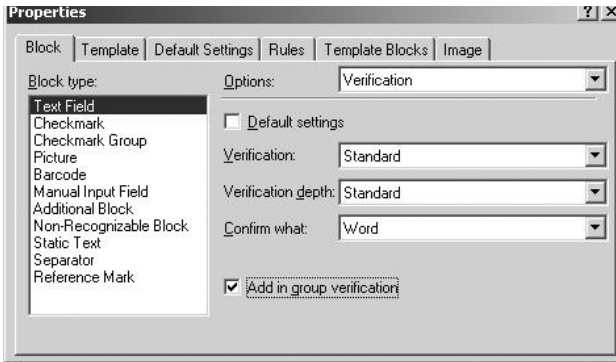 Properties ? X
Block Template Default Settings Rules Template Blocks Image
Block type:
Text Field
Checkmark
Checkmark Group
Picture
Barcode
Manual Input Field
Additional Block
Non-Recognizable Block
Static Text
Separator
Reference Mark
Options: Verification
Default settings
Verification: Standard
Verification depth: Standard
Confirm what: Word
Add in group verification